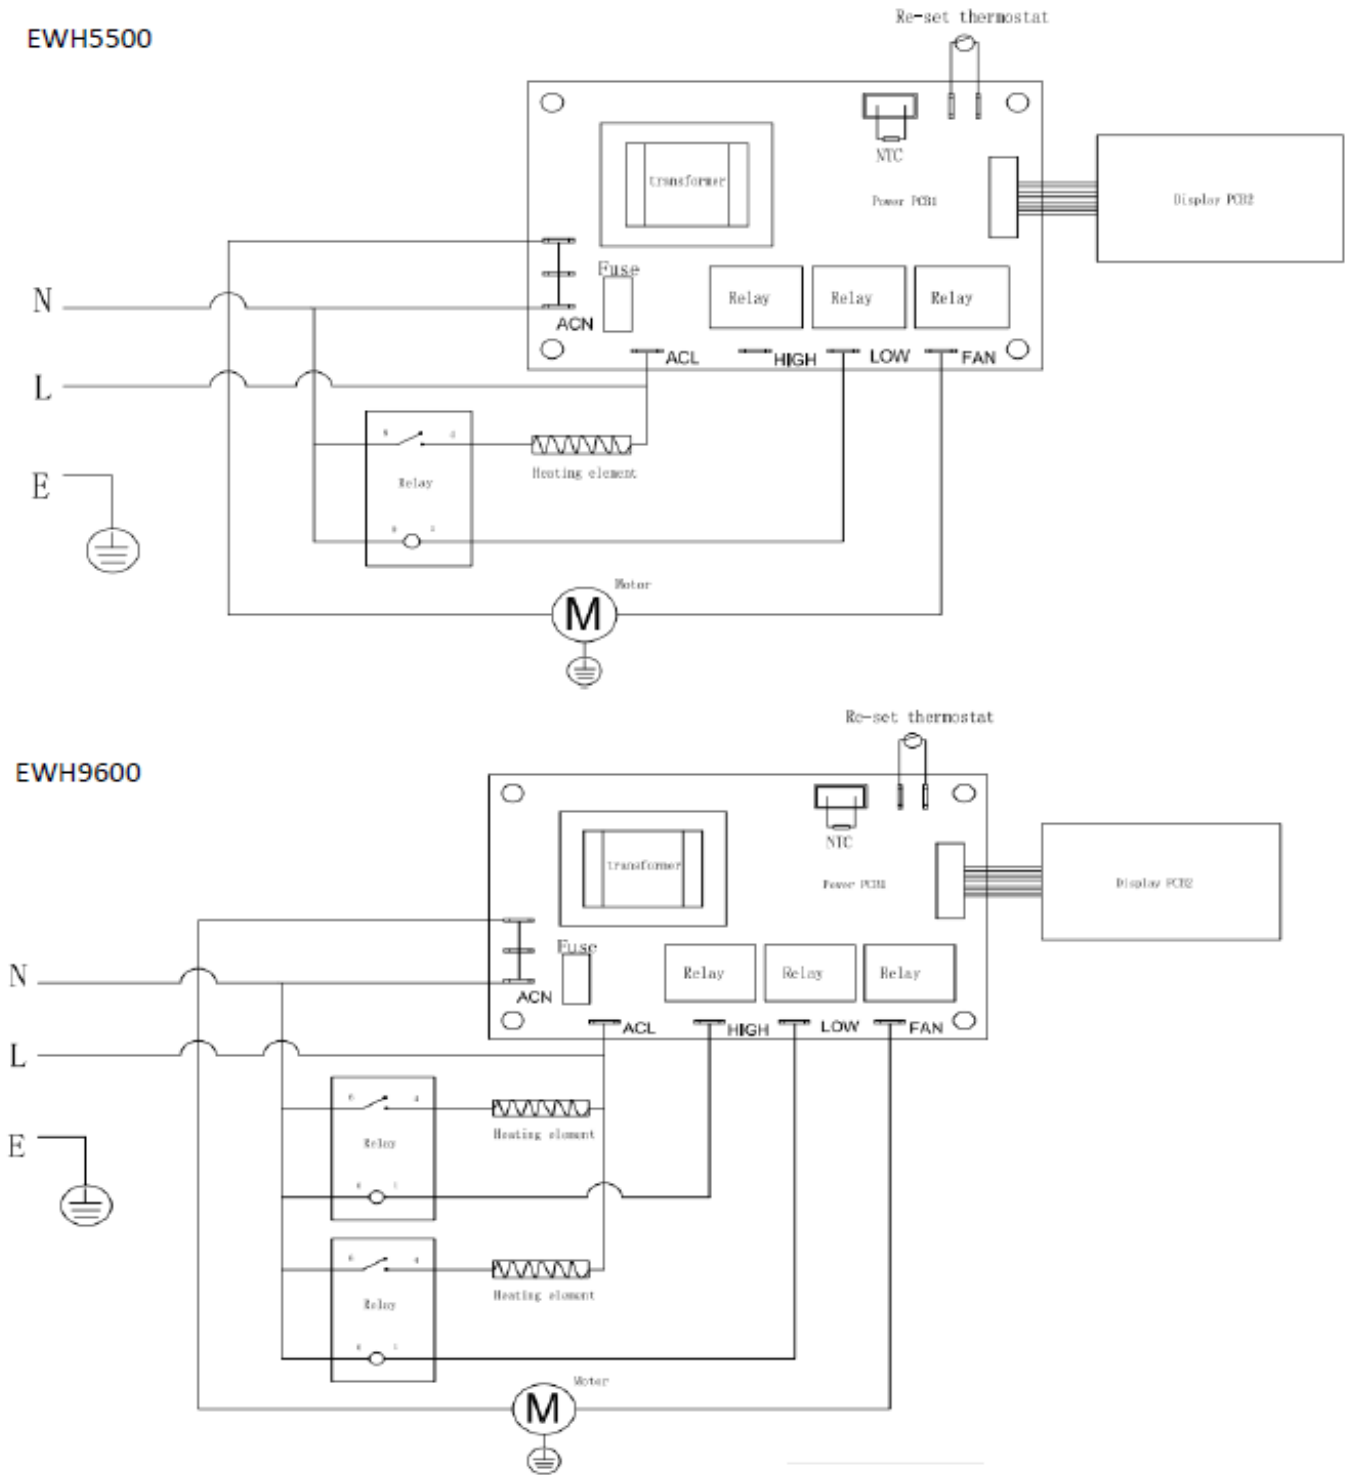 EWH5500
Re-set thermostat
NTC
transformer
Power PCB1
Display PCB2
Fuse
Relay Relay Relay
N
ACN
ACL HIGH LOW FAN
L
Heating element
Relay
E
Motor
M
Re-set thermostat
EWH9600
NTC
transformer
Power PCB1
Display PCB2
Fuse
Relay Relay Relay
N
ACN
ACL HIGH LOW FAN
L
Heating element
Relay
E
Heating element
Relay
Motor
M